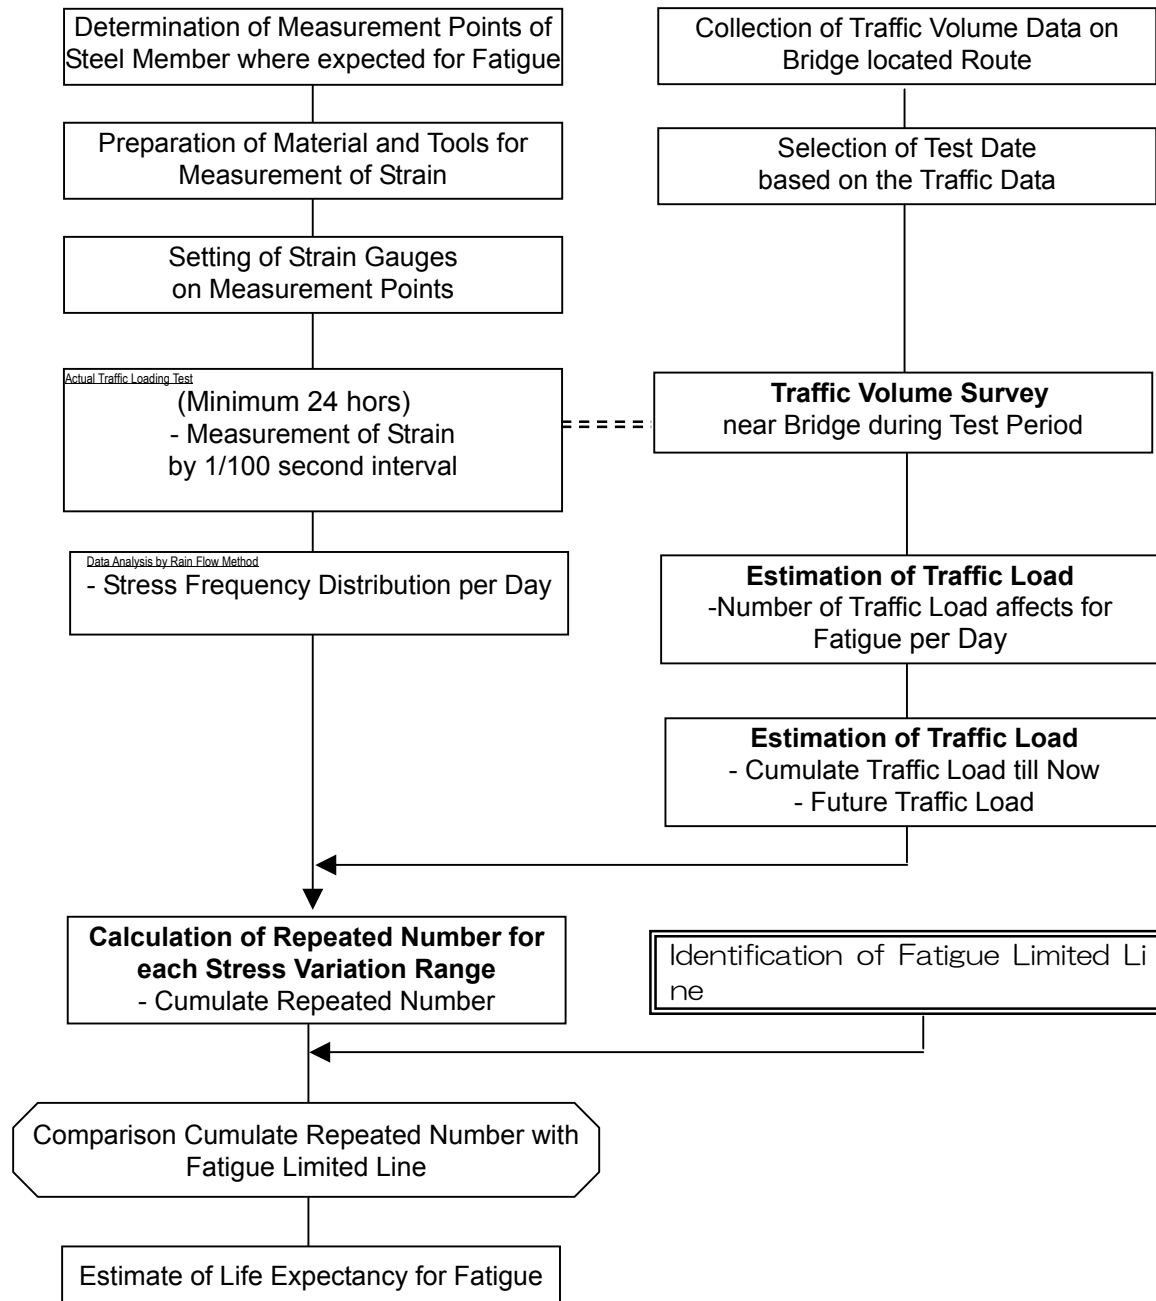 Determination of Measurement Points of
Steel Member where expected for Fatigue
Collection of Traffic Volume Data on
Bridge located Route
Preparation of Material and Tools for
Measurement of Strain
Selection of Test Date
based on the Traffic Data
Setting of Strain Gauges
on Measurement Points
Actual Traffic Loading Test
(Minimum 24 hors)
- Measurement of Strain
by 1/100 second interval
Traffic Volume Survey
near Bridge during Test Period
Data Analysis by Rain Flow Method
- Stress Frequency Distribution per Day
Estimation of Traffic Load
-Number of Traffic Load affects for
Fatigue per Day
Estimation of Traffic Load
- Cumulate Traffic Load till Now
- Future Traffic Load
Calculation of Repeated Number for
each Stress Variation Range
- Cumulate Repeated Number
Identification of Fatigue Limited Li
ne
Comparison Cumulate Repeated Number with
Fatigue Limited Line
Estimate of Life Expectancy for Fatigue